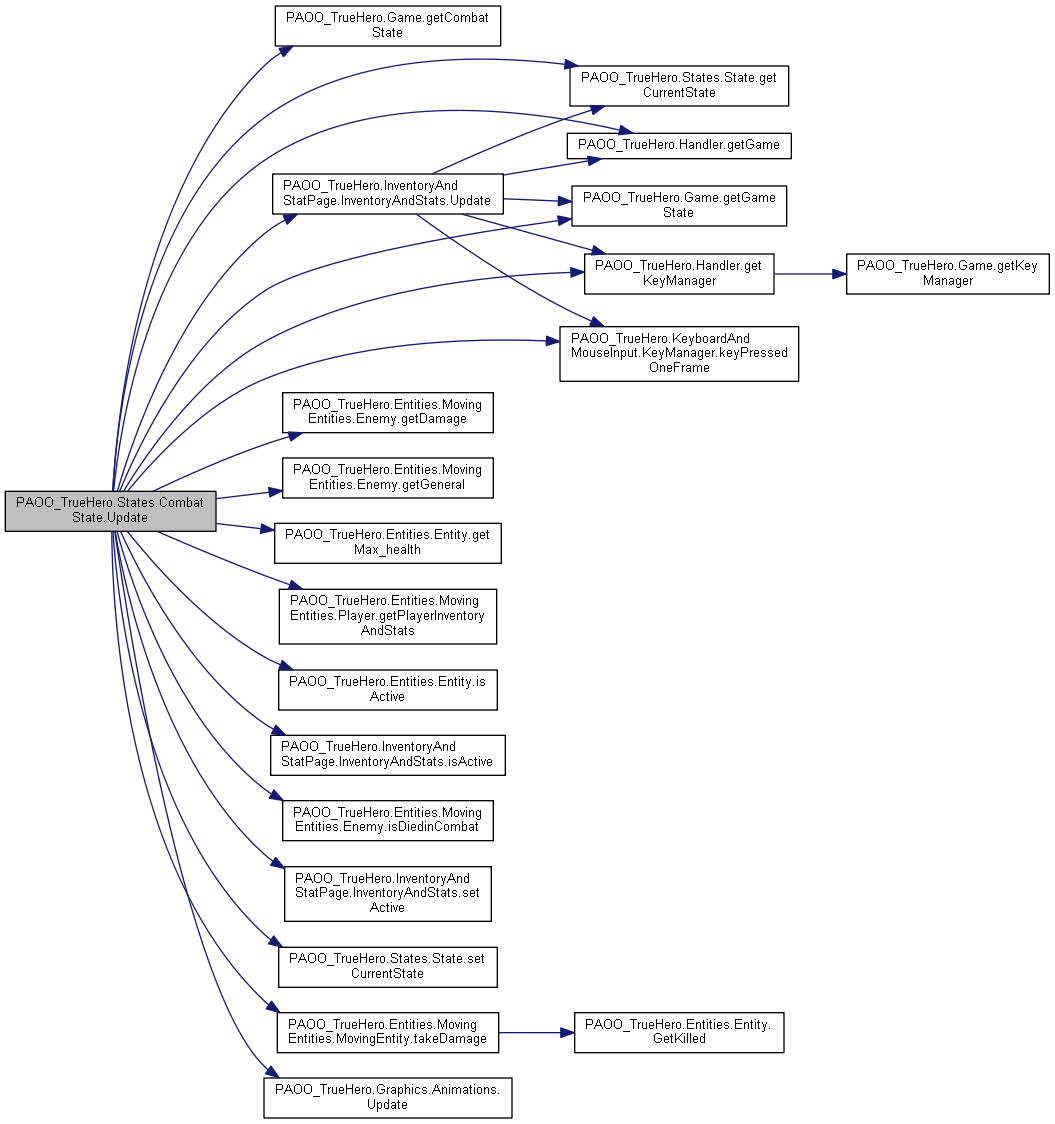 PAOO_TrueHero.Game.getCombat
State
PAOO_TrueHero.States.State.get
CurrentState
PAOO_TrueHero.Handler.getGame
PAOO_TrueHero.InventoryAnd
StatPage.InventoryAndStats.Update
PAOO_TrueHero.Game.getGame
State
PAOO_TrueHero.Handler.get
KeyManager
PAOO_TrueHero.Game.getKey
Manager
PAOO_TrueHero.KeyboardAnd
MouseInput.KeyManager.keyPressed
OneFrame
PAOO_TrueHero.Entities.Moving
Entities.Enemy.getDamage
PAOO_TrueHero.Entities.Moving
Entities.Enemy.getGeneral
PAOO_TrueHero.States.Combat
State.Update
PAOO_TrueHero.Entities.Entity.get
Max_health
PAOO_TrueHero.Entities.Moving
Entities.Player.getPlayerInventory
AndStats
PAOO_TrueHero.Entities.Entity.is
Active
PAOO_TrueHero.InventoryAnd
StatPage.InventoryAndStats.isActive
PAOO_TrueHero.Entities.Moving
Entities.Enemy.isDiedinCombat
PAOO_TrueHero.InventoryAnd
StatPage.InventoryAndStats.set
Active
PAOO_TrueHero.States.State.set
CurrentState
PAOO_TrueHero.Entities.Moving
Entities.MovingEntity.takeDamage
PAOO_TrueHero.Entities.Entity.
GetKilled
PAOO_TrueHero.Graphics.Animations.
Update